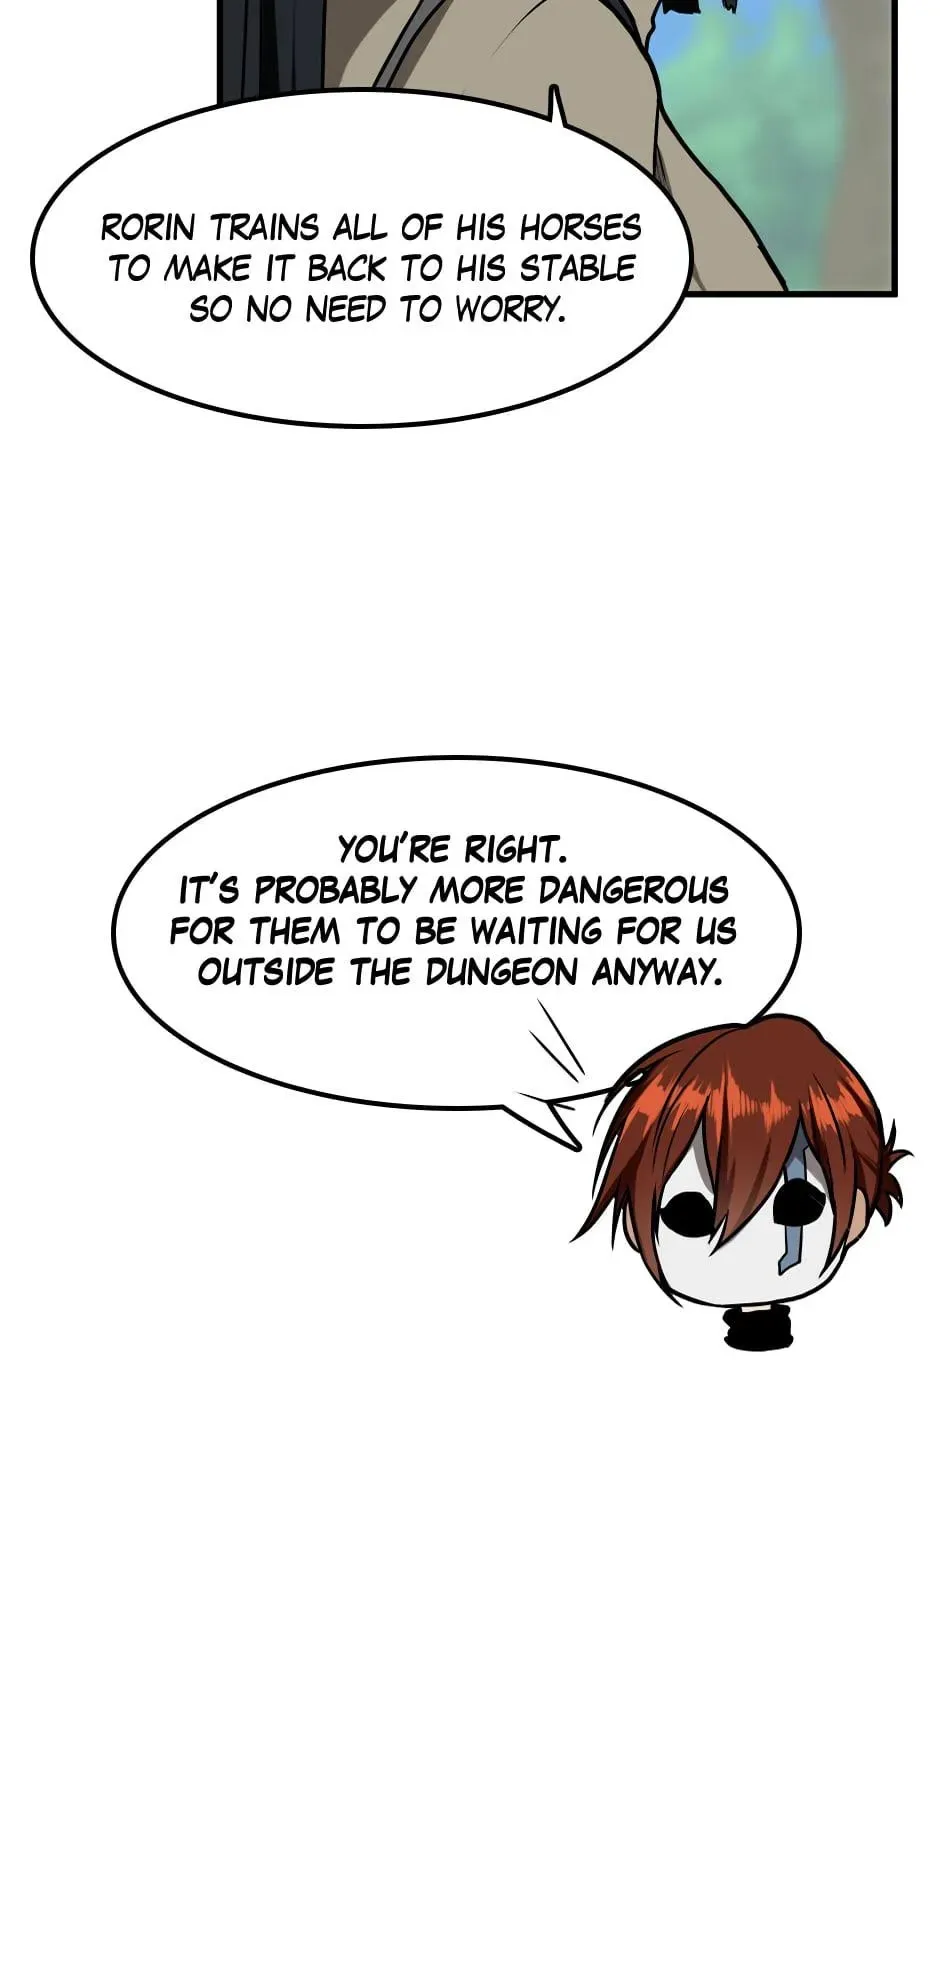 RORIN TRAINS ALL OF HIS HORSES
TO MAKE IT BACK TO HIS STABLE
SO NO NEED TO WORRY.
YOU'RE RIGHT.
IT'S PROBABLY MORE DANGEROUS
FOR THEM TO BE WAITING FOR US
OUTSIDE THE DUNGEON ANYWAY.